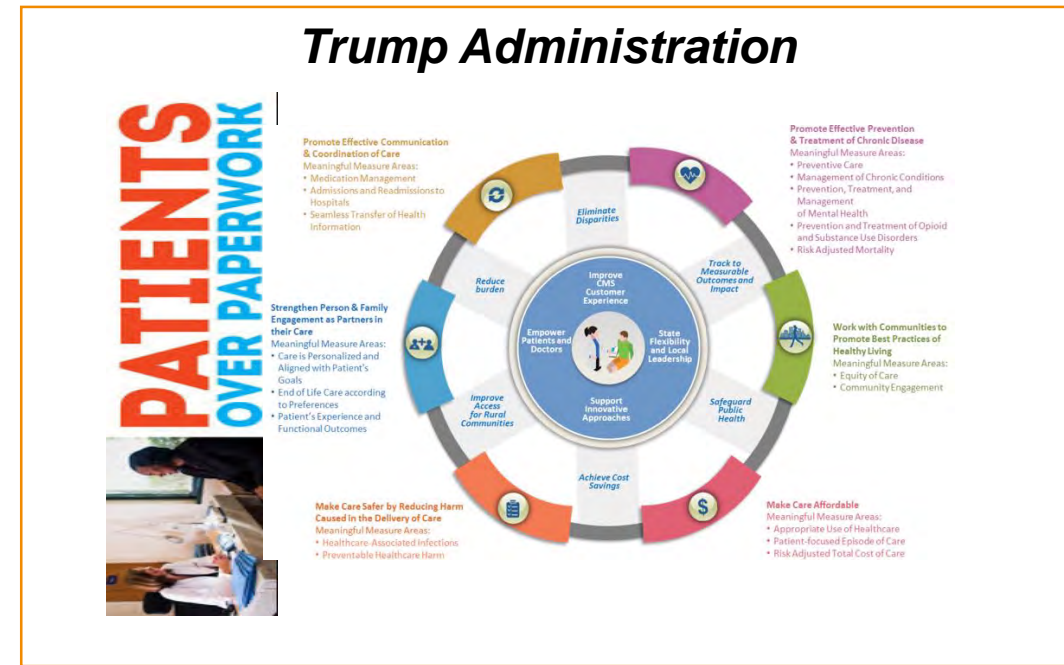 Trump Administration
PATIENTS
OVER PAPERWORK
Promote Effective Communication
& Coordination of Care
Meaningful Measure Areas:
• Medication Management
• Admissions and Readmissions to
Hospitals
• Seamless Transfer of Health
Information
Strengthen Person & Family
Engagement as Partners in
their Care
Meaningful Measure Areas:
• Care is Personalized and
Aligned with Patient's
Goals
• End of Life Care according
to Preferences
• Patient's Experience and
Functional Outcomes
Make Care Safer by Reducing Harm
Caused in the Delivery of Care
Meaningful Measure Areas:
• Healthcare-Associated Infections
• Preventable Healthcare Harm
Eliminate
Disparities
Track to
Measurable
Outcomes and
Impact
Safeguard
Public
Health
Achieve Cost
Savings
Improve
Access
for Rural
Communities
Reduce
burden
Improve
CMS
Customer
Experience
State
Flexibility
and Local
Leadership
Support
Innovative
Approaches
Empower
Patients and
Doctors
$
Promote Effective Prevention
& Treatment of Chronic Disease
Meaningful Measure Areas:
• Preventive Care
• Management of Chronic Conditions
• Prevention, Treatment, and
Management
of Mental Health
• Prevention and Treatment of Opioid
and Substance Use Disorders
• Risk Adjusted Mortality
Work with Communities to
Promote Best Practices of
Healthy Living
Meaningful Measure Areas:
• Equity of Care
• Community Engagement
Make Care Affordable
Meaningful Measure Areas:
• Appropriate Use of Healthcare
• Patient-focused Episode of Care
• Risk Adjusted Total Cost of Care